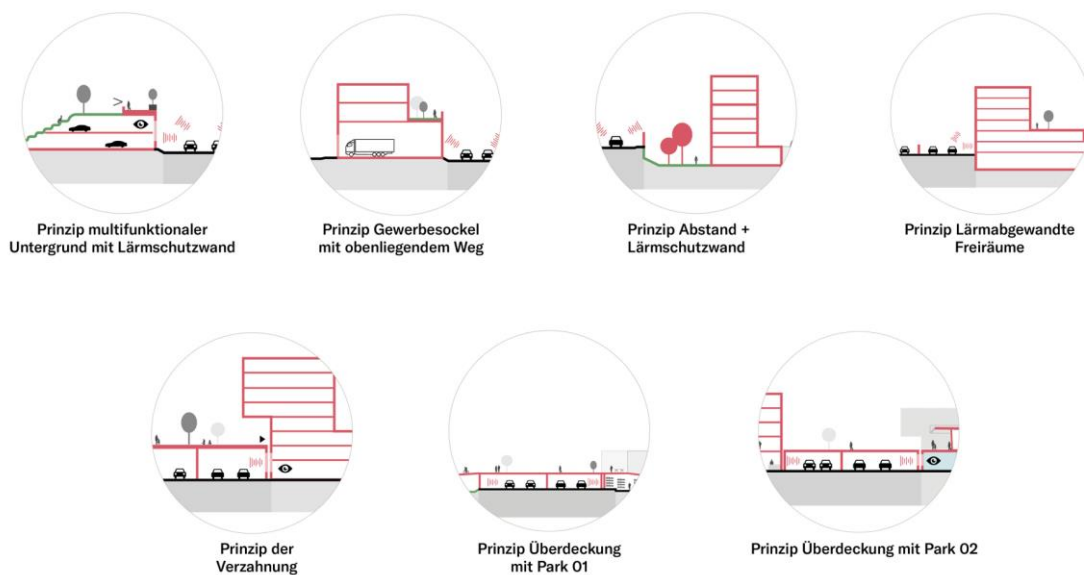 Prinzip multifunktionaler
Untergrund mit Lärmschutzwand
Prinzip Gewerbesockel
mit obenliegendem Weg
Prinzip Abstand +
Lärmschutzwand
Prinzip Lärmabgewandte
Freiräume
Prinzip der
Verzahnung
Prinzip Überdeckung
mit Park 01
Prinzip Überdeckung mit Park 02